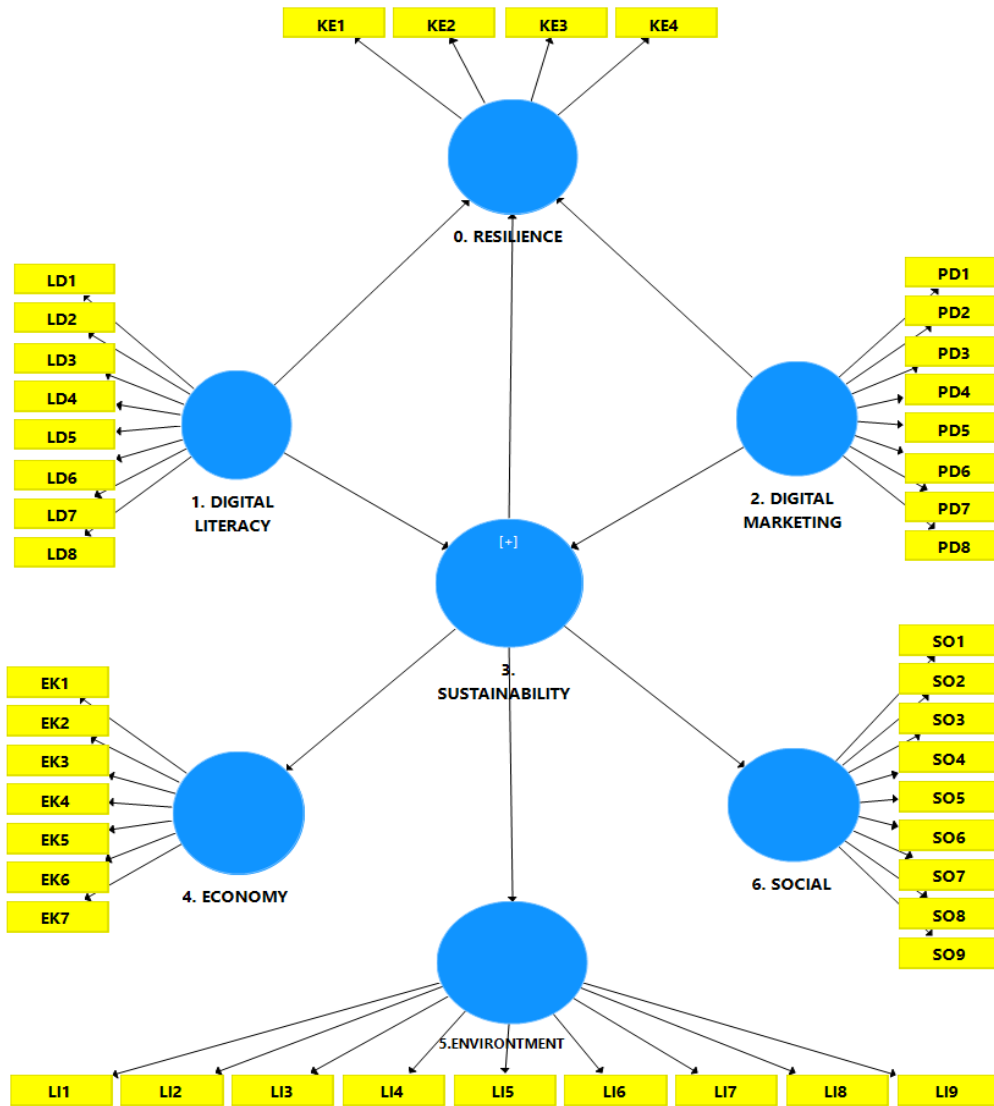 KE1 KE2 KE3 KE4
0. RESILIENCE
LD1
LD2
LD3
LD4
LD5
LD6
LD7
LD8
1. DIGITAL
LITERACY
PD1
PD2
PD3
PD4
PD5
PD6
PD7
PD8
2. DIGITAL
MARKETING
[+]
3.
SUSTAINABILITY
EK1
EK2
EK3
EK4
EK5
EK6
EK7
4. ECONOMY
SO1
SO2
SO3
SO4
SO5
SO6
SO7
SO8
SO9
6. SOCIAL
5.ENVIRONTMENT
LI1 LI2 LI3 LI4 LI5 LI6 LI7 LI8 LI9